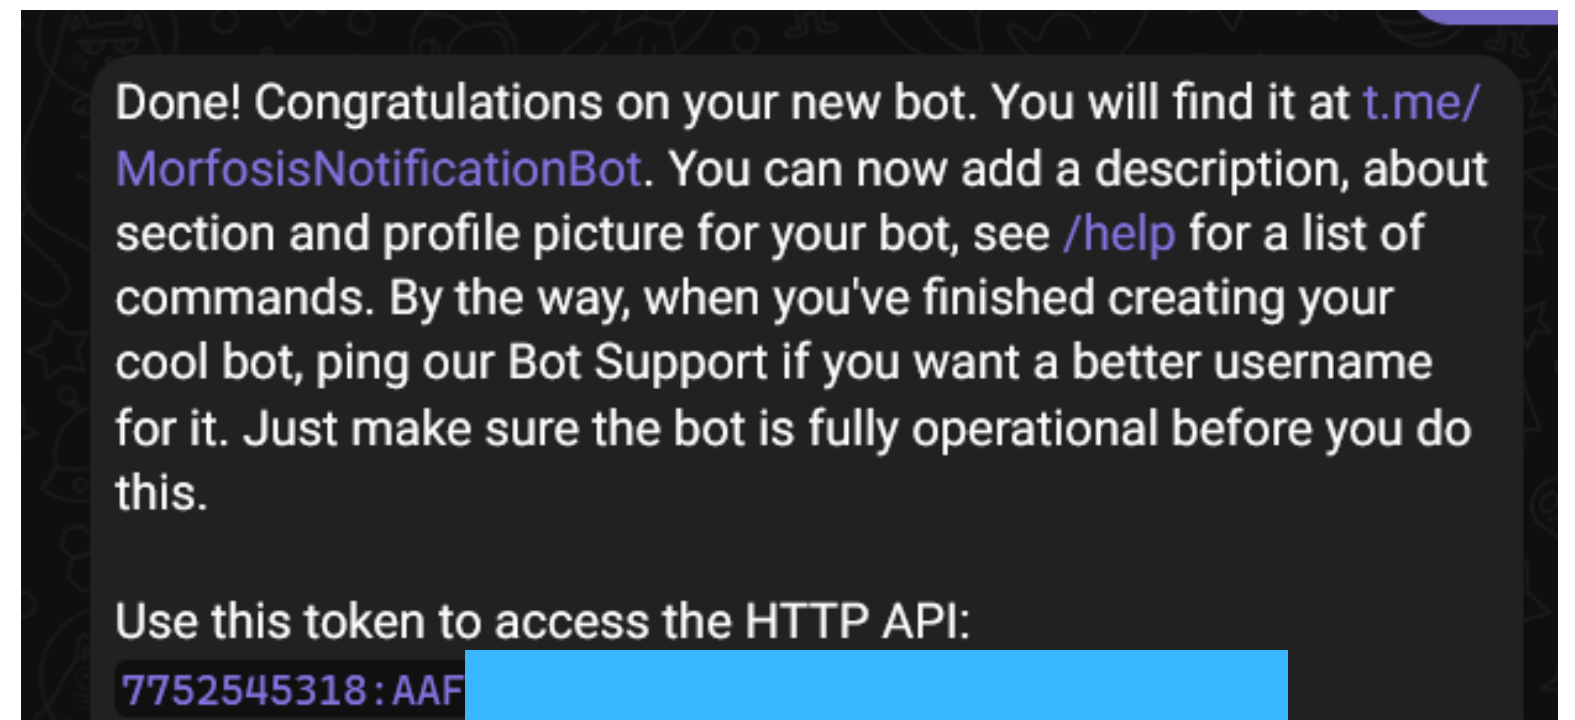 Done! Congratulations on your new bot. You will find it at t.me/
MorfosisNotificationBot. You can now add a description, about
section and profile picture for your bot, see /help for a list of
commands. By the way, when you've finished creating your
cool bot, ping our Bot Support if you want a better username
for it. Just make sure the bot is fully operational before you do
this.
Use this token to access the HTTP API:
7752545318:AAF